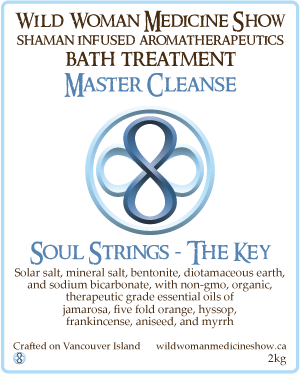 Wild Woman Medicine Show
SHAMAN INFUSED AROMATHERAPEUTICS
BATH TREATMENT
Master Cleanse
Soul Strings - The Key
Solar salt, mineral salt, bentonite, diotamaceous earth,
and sodium bicarbonate, with non-gmo, organic,
therapeutic grade essential oils of
jamarosa, five fold orange, hyssop,
frankincense, aniseed, and myrrh
Crafted on Vancouver Island wildwomanmedicineshow.ca
2kg